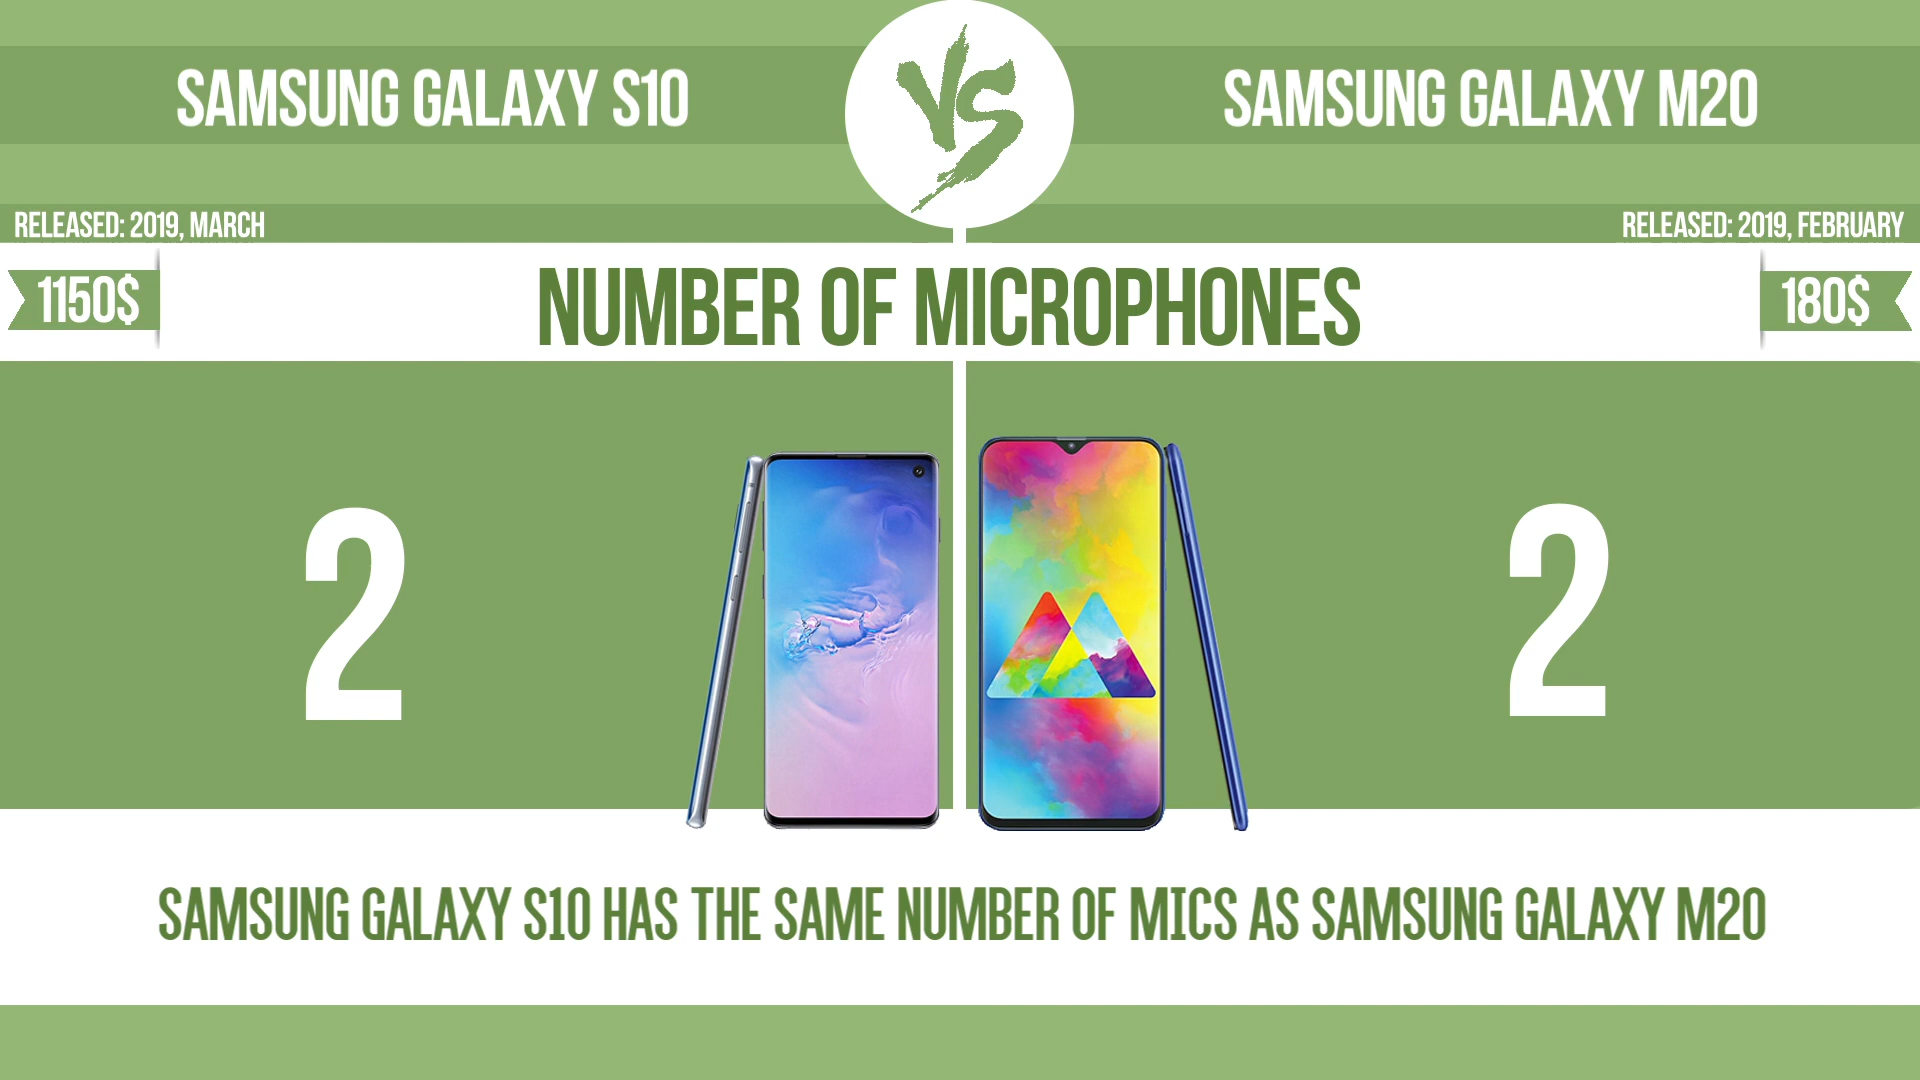 SAMSUNG GALAXY S10
VS
SAMSUNG GALAXY M20
RELEASED: 2019, MARCH
RELEASED: 2019, FEBRUARY
1150$
NUMBER OF MICROPHONES
180$
2
2
SAMSUNG GALAXY S10 HAS THE SAME NUMBER OF MICS AS SAMSUNG GALAXY M20